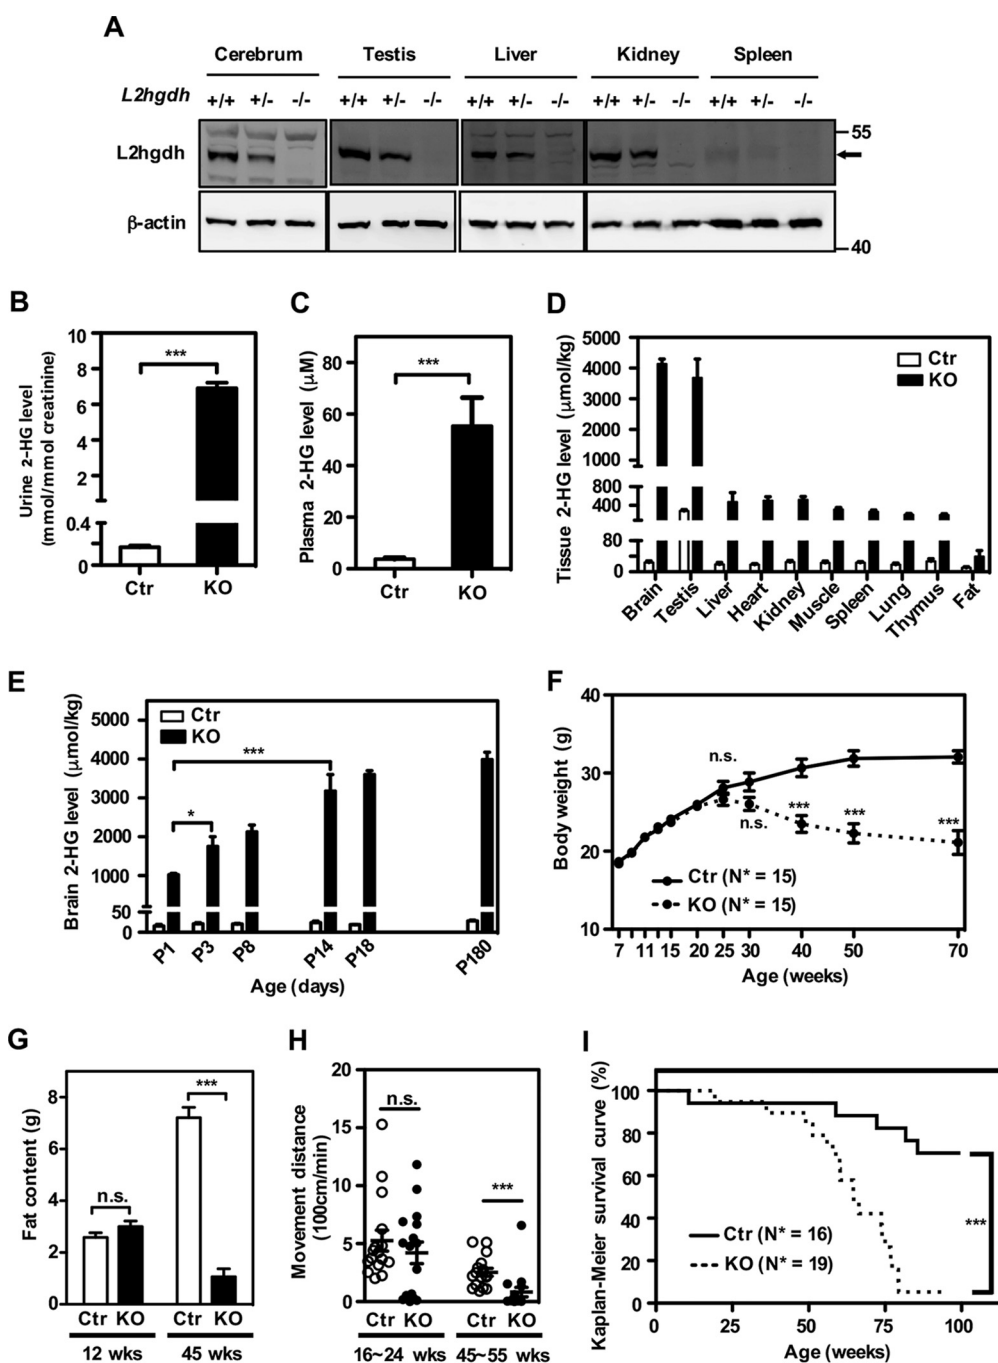 A
Cerebrum Testis Liver Kidney Spleen
L2hgdh +/+ +/- -/- +/+ +/- -/- +/+ +/- -/- +/+ +/- -/- +/+ +/- -/-
L2hgdh
55
β-actin
40
B
Urine 2-HG level
(mmol/mmol creatinine)
10
8
6
4
2
0.4
0
***
Ctr KO
C
Plasma 2-HG level (μM)
80
60
40
20
0
***
Ctr KO
D
Tissue 2-HG level (μmol/kg)
5000
4000
3000
2000
1000
800
400
80
0
Ctr
KO
Brain Testis Liver Heart Kidney Muscle Spleen Lung Thymus Fat
E
Brain 2-HG level (μmol/kg)
5000
4000
3000
2000
1000
50
0
Ctr
KO
***
*
P1 P3 P8 P14 P18 P180
Age (days)
F
Body weight (g)
40
30
20
10
n.s.
n.s.
*** *** ***
Ctr (N* = 15)
KO (N* = 15)
7 11 15 20 25 30 40 50 70
Age (weeks)
G
Fat content (g)
8
6
4
2
0
n.s.
***
Ctr KO Ctr KO
12 wks 45 wks
H
Movement distance
(100cm/min)
20
15
10
5
0
n.s.
***
Ctr KO Ctr KO
16~24 wks 45~55 wks
I
Kaplan-Meier survival curve (%)
100
80
60
40
20
0
Ctr (N* = 16)
KO (N* = 19)
***
0 25 50 75 100
Age (weeks)